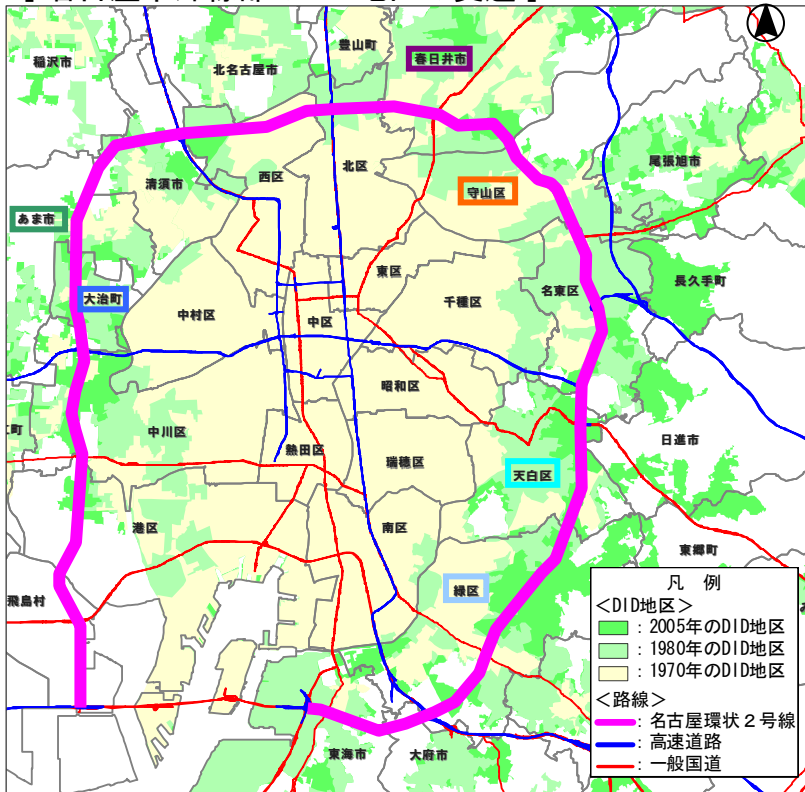 豊山町
稲沢市
北名古屋市
春日井市
北区
尾張旭市
清須市
西区
守山区
あま市
東区
長久手町
大治町
名東区
千種区
中村区
中区
昭和区
中川区
日進市
熱田区
瑞穂区
天白区
港区
南区
東郷町
緑区
飛島村
東海市
大府市
凡 例
<DID地区>
:2005年のDID地区
:1980年のDID地区
:1970年のDID地区
<路線>
:名古屋環状2号線
:高速道路
:一般国道